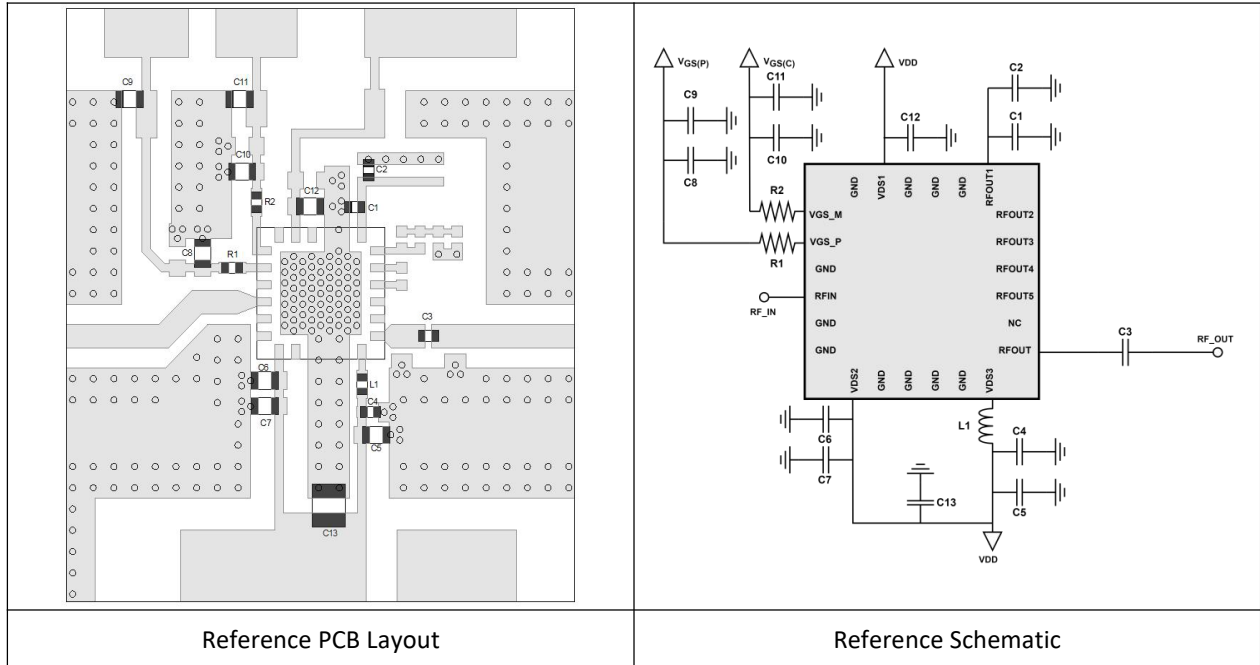 C9
C11
C10
C2
R2
C12
C1
C8
R1
C3
C6
L1
C4
C7
C5
C13
Reference PCB Layout
VGS(P)
VGS(C)
VDD
C2
C11
C9
C12
C1
C10
C8
GND
VDS1
GND
GND
GND
RFOUT1
R2
VGS_M
RFOUT2
VGS_P
RFOUT3
R1
GND
RFOUT4
RFIN
RFOUT5
RF_IN
GND
NC
C3
RF_OUT
GND
RFOUT
VDS2
GND
GND
GND
GND
VDS3
L1
C6
C4
C7
C13
C5
VDD
Reference Schematic